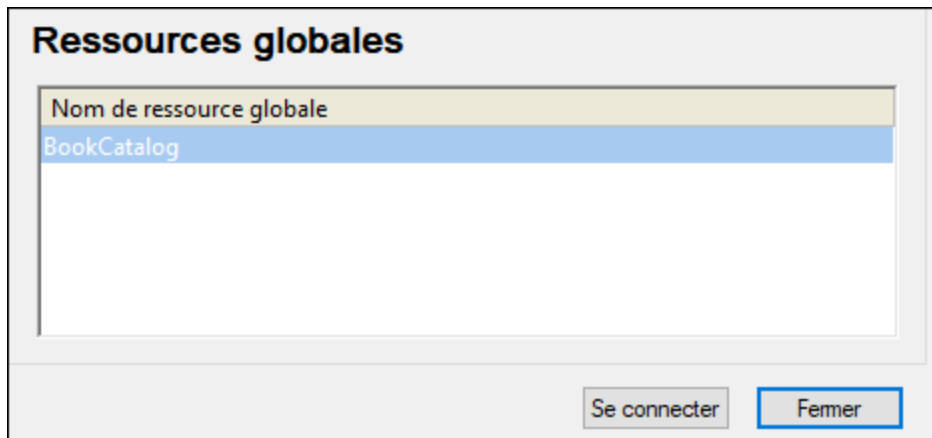 Ressources globales
Nom de ressource globale
BookCatalog
Se connecter
Fermer